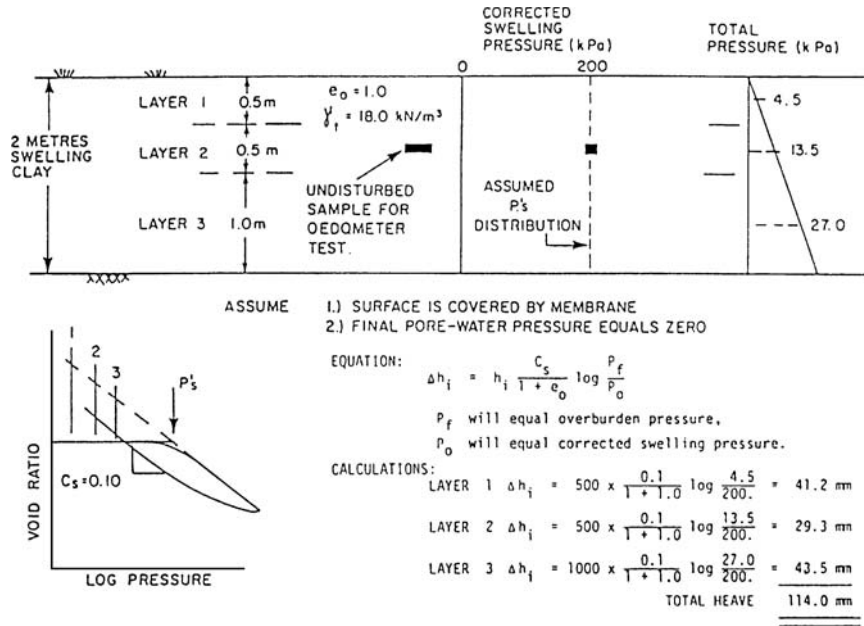 CORRECTED
SWELLING
PRESSURE (kPa)
TOTAL
PRESSURE (k Pa)
0
200
LAYER 1 0.5m
e₀ = 1.0
γₜ = 18.0 kN/m³
4.5
2 METRES
SWELLING
CLAY
LAYER 2 0.5m
13.5
UNDISTURBED
SAMPLE FOR
OEDOMETER
TEST.
ASSUMED
P's
DISTRIBUTION
LAYER 3 1.0m
27.0
ASSUME 1.) SURFACE IS COVERED BY MEMBRANE
2.) FINAL PORE-WATER PRESSURE EQUALS ZERO
1
2
3
P's
Cs=0.10
VOID RATIO
LOG PRESSURE
EQUATION: Δhᵢ = hᵢ Cs/(1 + e₀) log Pf/P₀
Pf will equal overburden pressure,
P₀ will equal corrected swelling pressure.
CALCULATIONS:
LAYER 1 Δhᵢ = 500 x 0.1/(1 + 1.0) log 4.5/200. = 41.2 mm
LAYER 2 Δhᵢ = 500 x 0.1/(1 + 1.0) log 13.5/200. = 29.3 mm
LAYER 3 Δhᵢ = 1000 x 0.1/(1 + 1.0) log 27.0/200. = 43.5 mm
TOTAL HEAVE 114.0 mm